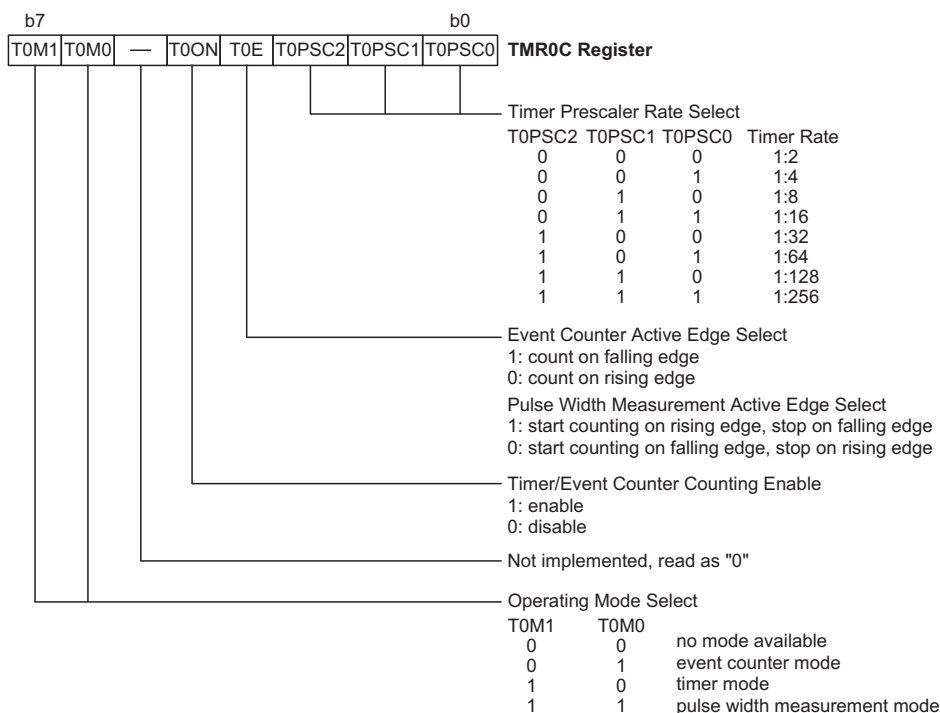 b7 b0
T0M1 T0M0 — T0ON T0E T0PSC2 T0PSC1 T0PSC0 TMR0C Register
Timer Prescaler Rate Select
T0PSC2 T0PSC1 T0PSC0 Timer Rate
0 0 0 1:2
0 0 1 1:4
0 1 0 1:8
0 1 1 1:16
1 0 0 1:32
1 0 1 1:64
1 1 0 1:128
1 1 1 1:256
Event Counter Active Edge Select
1: count on falling edge
0: count on rising edge
Pulse Width Measurement Active Edge Select
1: start counting on rising edge, stop on falling edge
0: start counting on falling edge, stop on rising edge
Timer/Event Counter Counting Enable
1: enable
0: disable
Not implemented, read as "0"
Operating Mode Select
T0M1 T0M0
0 0 no mode available
0 1 event counter mode
1 0 timer mode
1 1 pulse width measurement mode